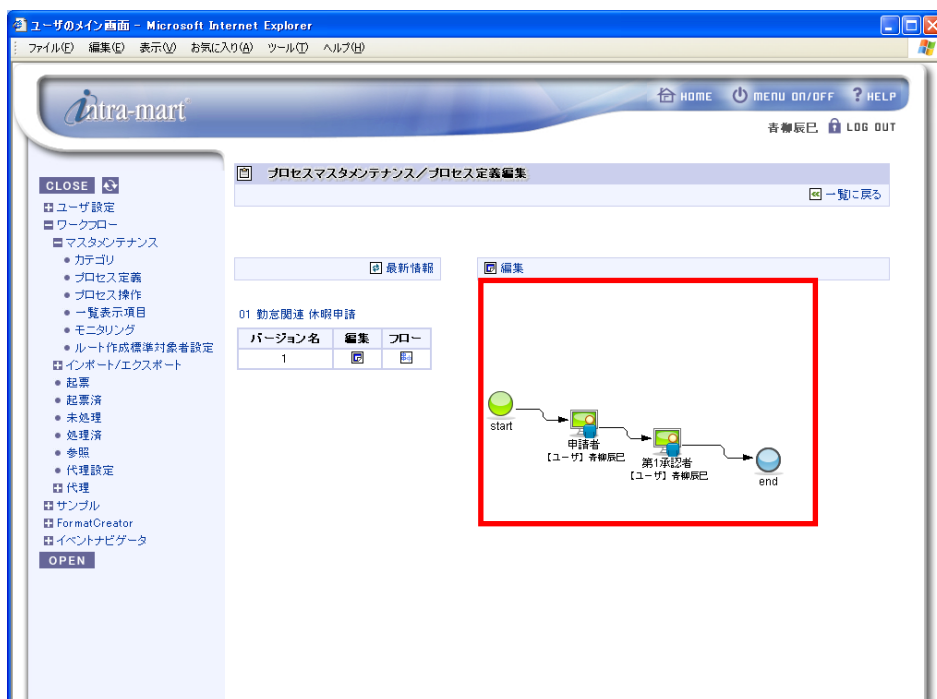 ユーザのメイン画面 - Microsoft Internet Explorer
ファイル(F) 編集(E) 表示(V) お気に入り(A) ツール(T) ヘルプ(H)
intra-mart
HOME MENU ON/OFF ? HELP
青柳辰巳 LOG OUT
プロセスマスタメンテナンス/プロセス定義編集
一覧に戻る
CLOSE
ユーザ設定
ワークフロー
マスタメンテナンス
カテゴリ
プロセス定義
プロセス操作
一覧表示項目
モニタリング
ルート作成標準対象者設定
インポート/エクスポート
起票
起票済
未処理
処理済
参照
代理設定
代理
サンプル
FormatCreator
イベントナビゲータ
OPEN
最新情報
編集
01 勤怠関連 休暇申請
バージョン名 編集 フロー
1
start
申請者
【ユーザ】青柳辰巳
第1承認者
【ユーザ】青柳辰巳
end